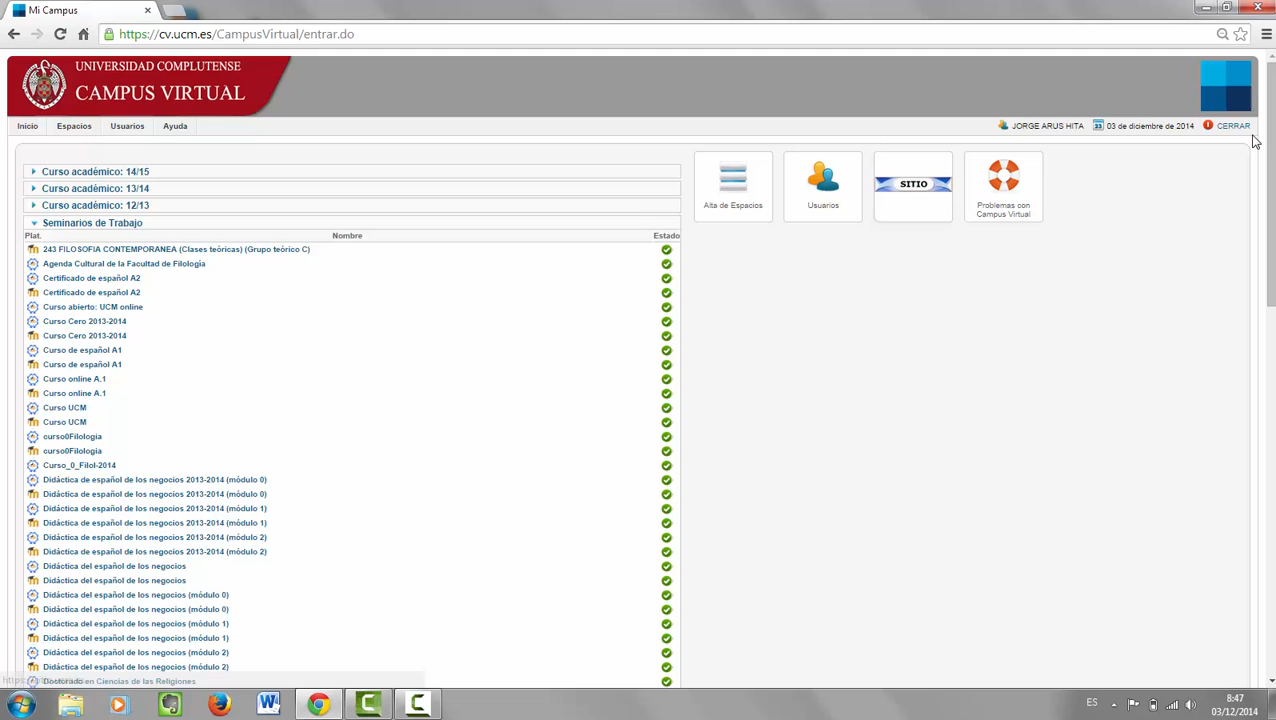 Mi Campus
https://cv.ucm.es/CampusVirtual/entrar.do
UNIVERSIDAD COMPLUTENSE
CAMPUS VIRTUAL
Inicio Espacios Usuarios Ayuda JORGE ARUS HITA 03 de diciembre de 2014 CERRAR
Curso académico: 14/15
Curso académico: 13/14
Curso académico: 12/13
Seminarios de Trabajo
Plat. Nombre Estado
243 FILOSOFIA CONTEMPORANEA (Clases teóricas) (Grupo teórico C)
Agenda Cultural de la Facultad de Filología
Certificado de español A2
Certificado de español A2
Curso abierto: UCM online
Curso Cero 2013-2014
Curso Cero 2013-2014
Curso de español A1
Curso de español A1
Curso online A.1
Curso online A.1
Curso UCM
Curso UCM
curso0Filologia
curso0Filologia
Curso_0_Filol-2014
Didáctica de español de los negocios 2013-2014 (módulo 0)
Didáctica de español de los negocios 2013-2014 (módulo 0)
Didáctica de español de los negocios 2013-2014 (módulo 1)
Didáctica de español de los negocios 2013-2014 (módulo 1)
Didáctica de español de los negocios 2013-2014 (módulo 2)
Didáctica de español de los negocios 2013-2014 (módulo 2)
Didáctica del español de los negocios
Didáctica del español de los negocios
Didáctica del español de los negocios (módulo 0)
Didáctica del español de los negocios (módulo 0)
Didáctica del español de los negocios (módulo 1)
Didáctica del español de los negocios (módulo 1)
Didáctica del español de los negocios (módulo 2)
Didáctica del español de los negocios (módulo 2)
Doctorado en Ciencias de las Religiones
Alta de Espacios
Usuarios
SITIO
Problemas con
Campus Virtual
ES
8:47
03/12/2014